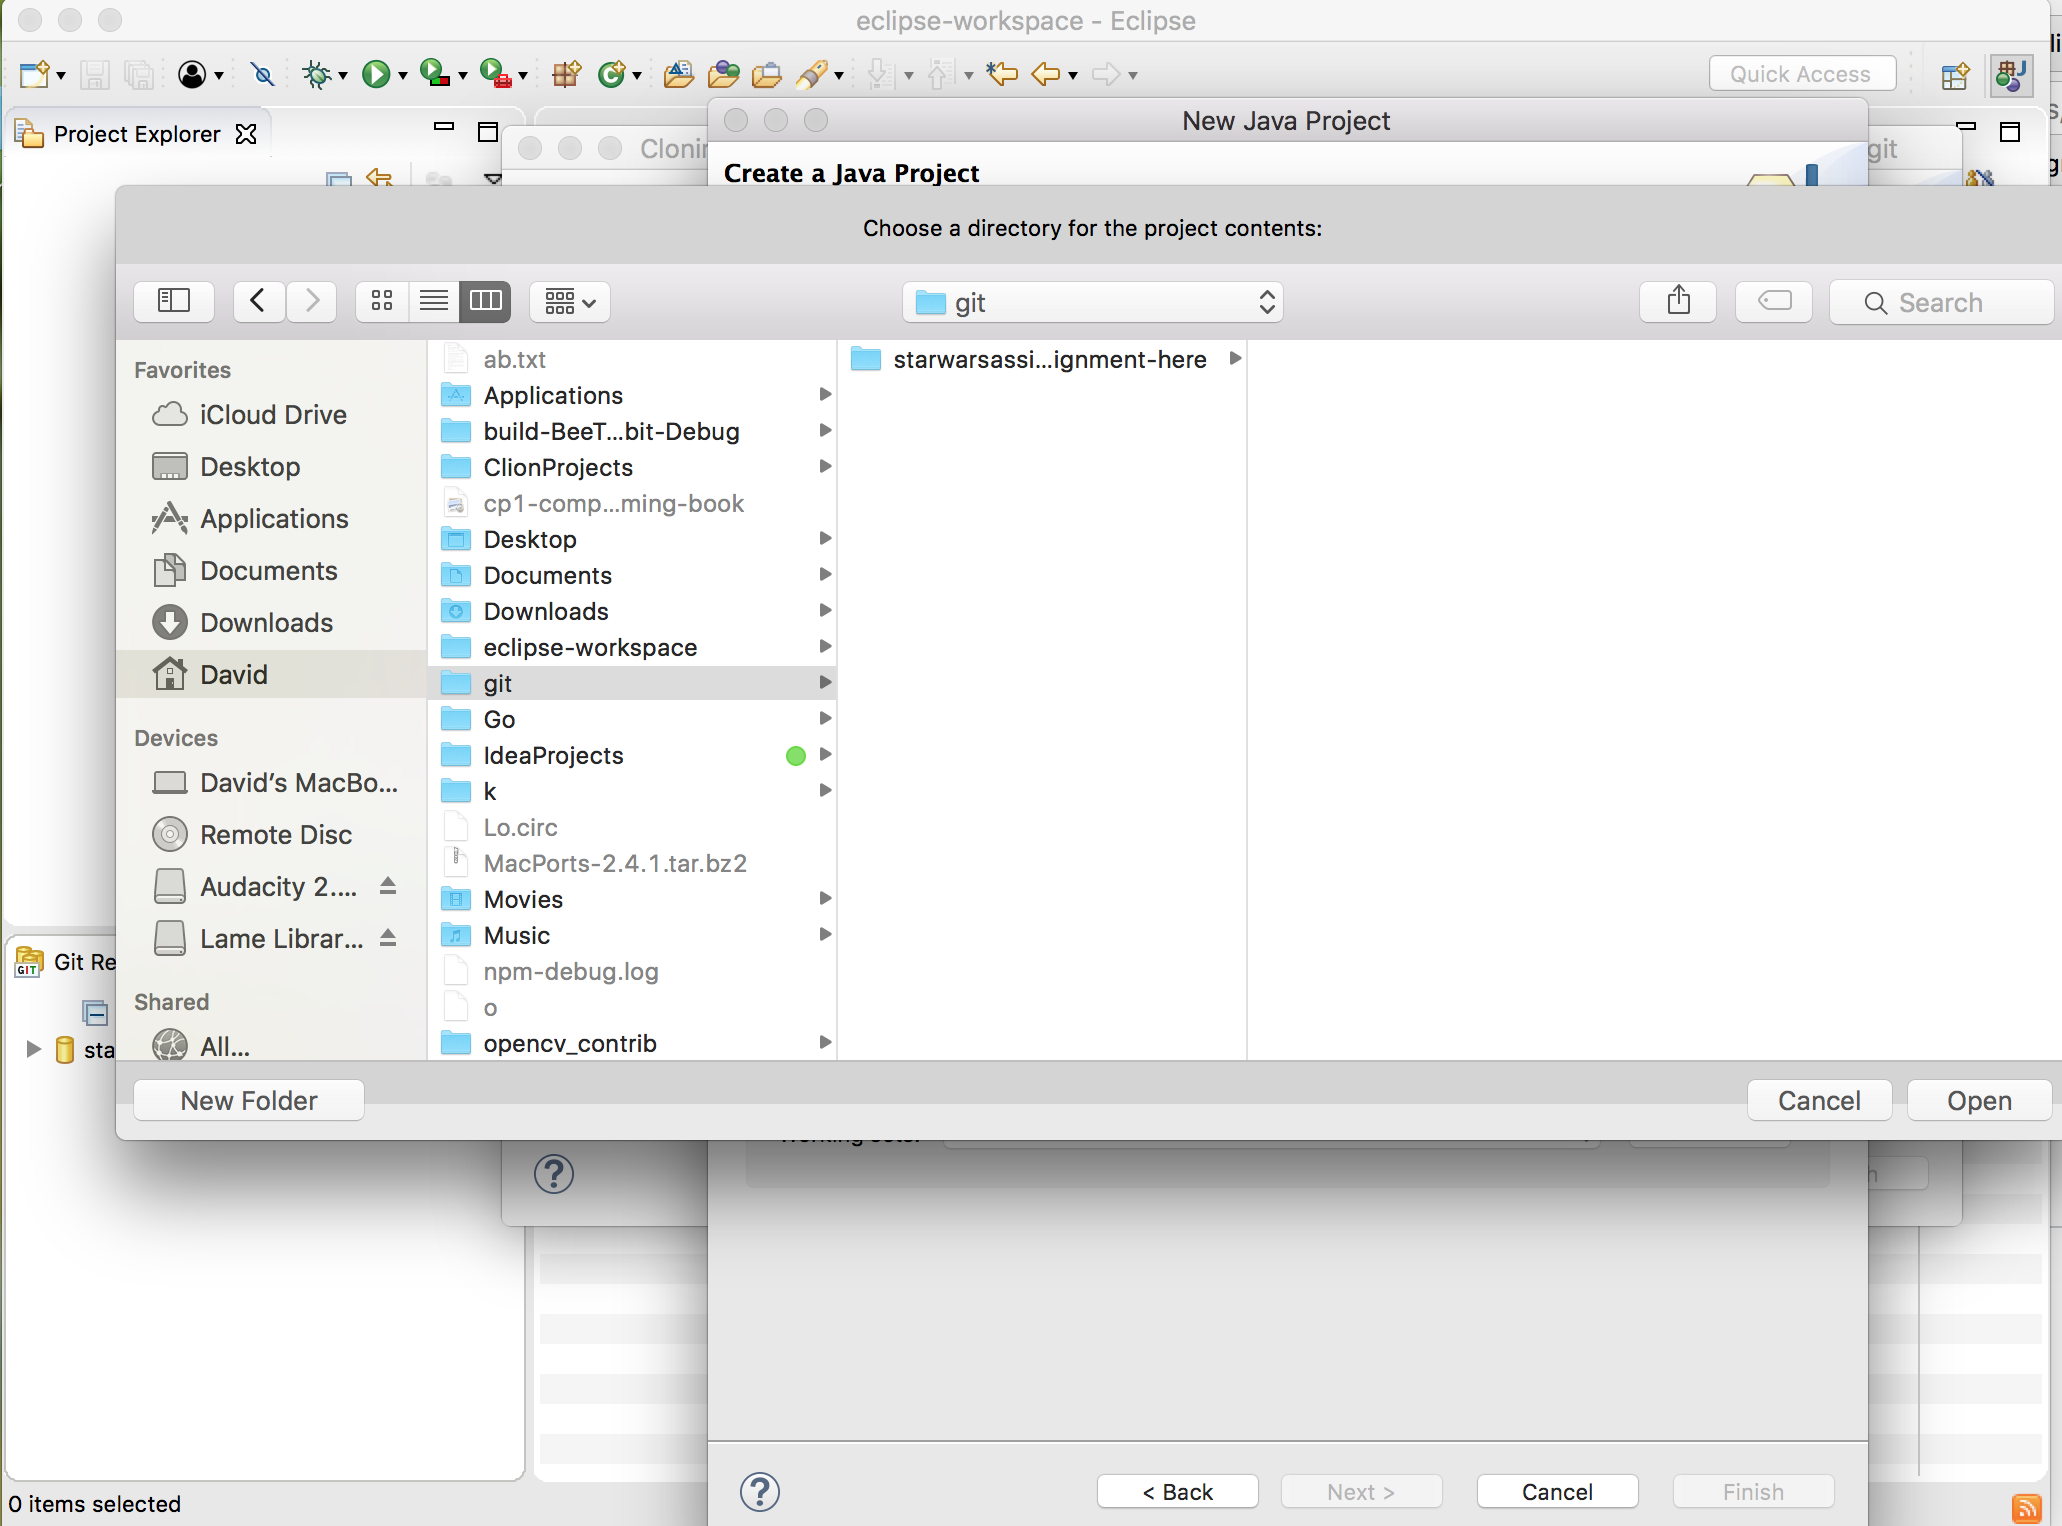 eclipse-workspace - Eclipse
Quick Access
Project Explorer
New Java Project
git
Create a Java Project
Choose a directory for the project contents:
git
Search
Favorites
iCloud Drive
Desktop
Applications
Documents
Downloads
David
Devices
David's MacBo...
Remote Disc
Audacity 2....
Lame Librar...
Shared
All...
ab.txt
Applications
build-BeeT...bit-Debug
ClionProjects
cp1-comp...ming-book
Desktop
Documents
Downloads
eclipse-workspace
git
Go
IdeaProjects
k
Lo.circ
MacPorts-2.4.1.tar.bz2
Movies
Music
npm-debug.log
o
opencv_contrib
starwarsassi...ignment-here
Git Re
GIT
sta
New Folder
Cancel
Open
?
?
< Back
Next >
Cancel
Finish
0 items selected